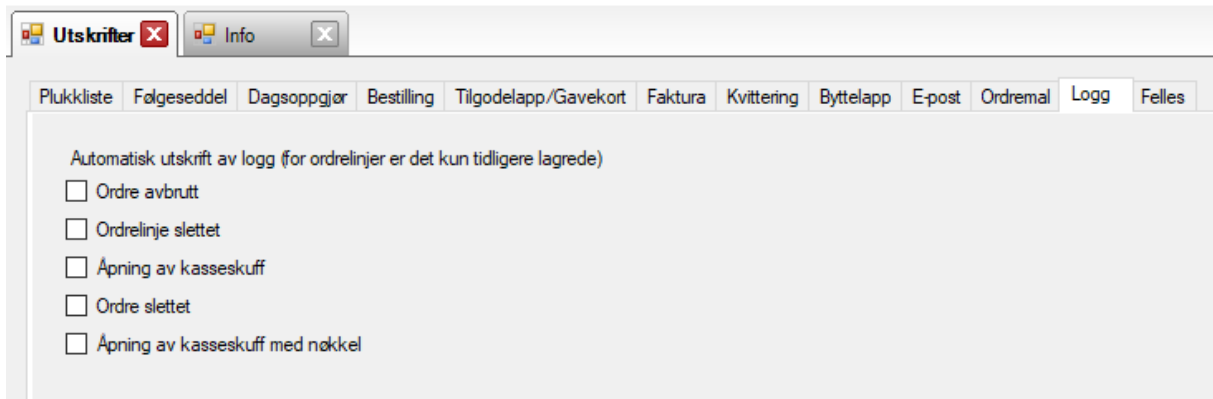 Utskrifter Info
Plukkliste Følgeseddel Dagsoppgjør Bestilling Tilgodelapp/Gavekort Faktura Kvittering Byttelapp E-post Ordremal Logg Felles
Automatisk utskrift av logg (for ordrelinjer er det kun tidligere lagrede)
Ordre avbrutt
Ordrelinje slettet
Åpning av kasseskuff
Ordre slettet
Åpning av kasseskuff med nøkkel